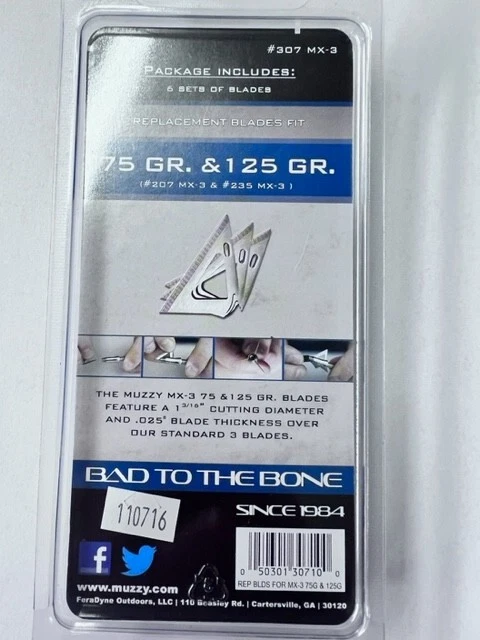 #307 MX-3
PACKAGE INCLUDES:
6 SETS OF BLADES
REPLACEMENT BLADES FIT
75 GR. & 125 GR.
(#207 MX-3 & #235 MX-3 )
THE MUZZY MX-3 75 & 125 GR. BLADES
FEATURE A 1 3/16" CUTTING DIAMETER
AND .025" BLADE THICKNESS OVER
OUR STANDARD 3 BLADES.
BAD TO THE BONE
SINCE 1984
110716
0 50301 30710 0
REP BLDS FOR MX-3 75G & 125G
www.muzzy.com
FeraDyne Outdoors, LLC | 110 Beasley Rd. | Cartersville, GA | 30120